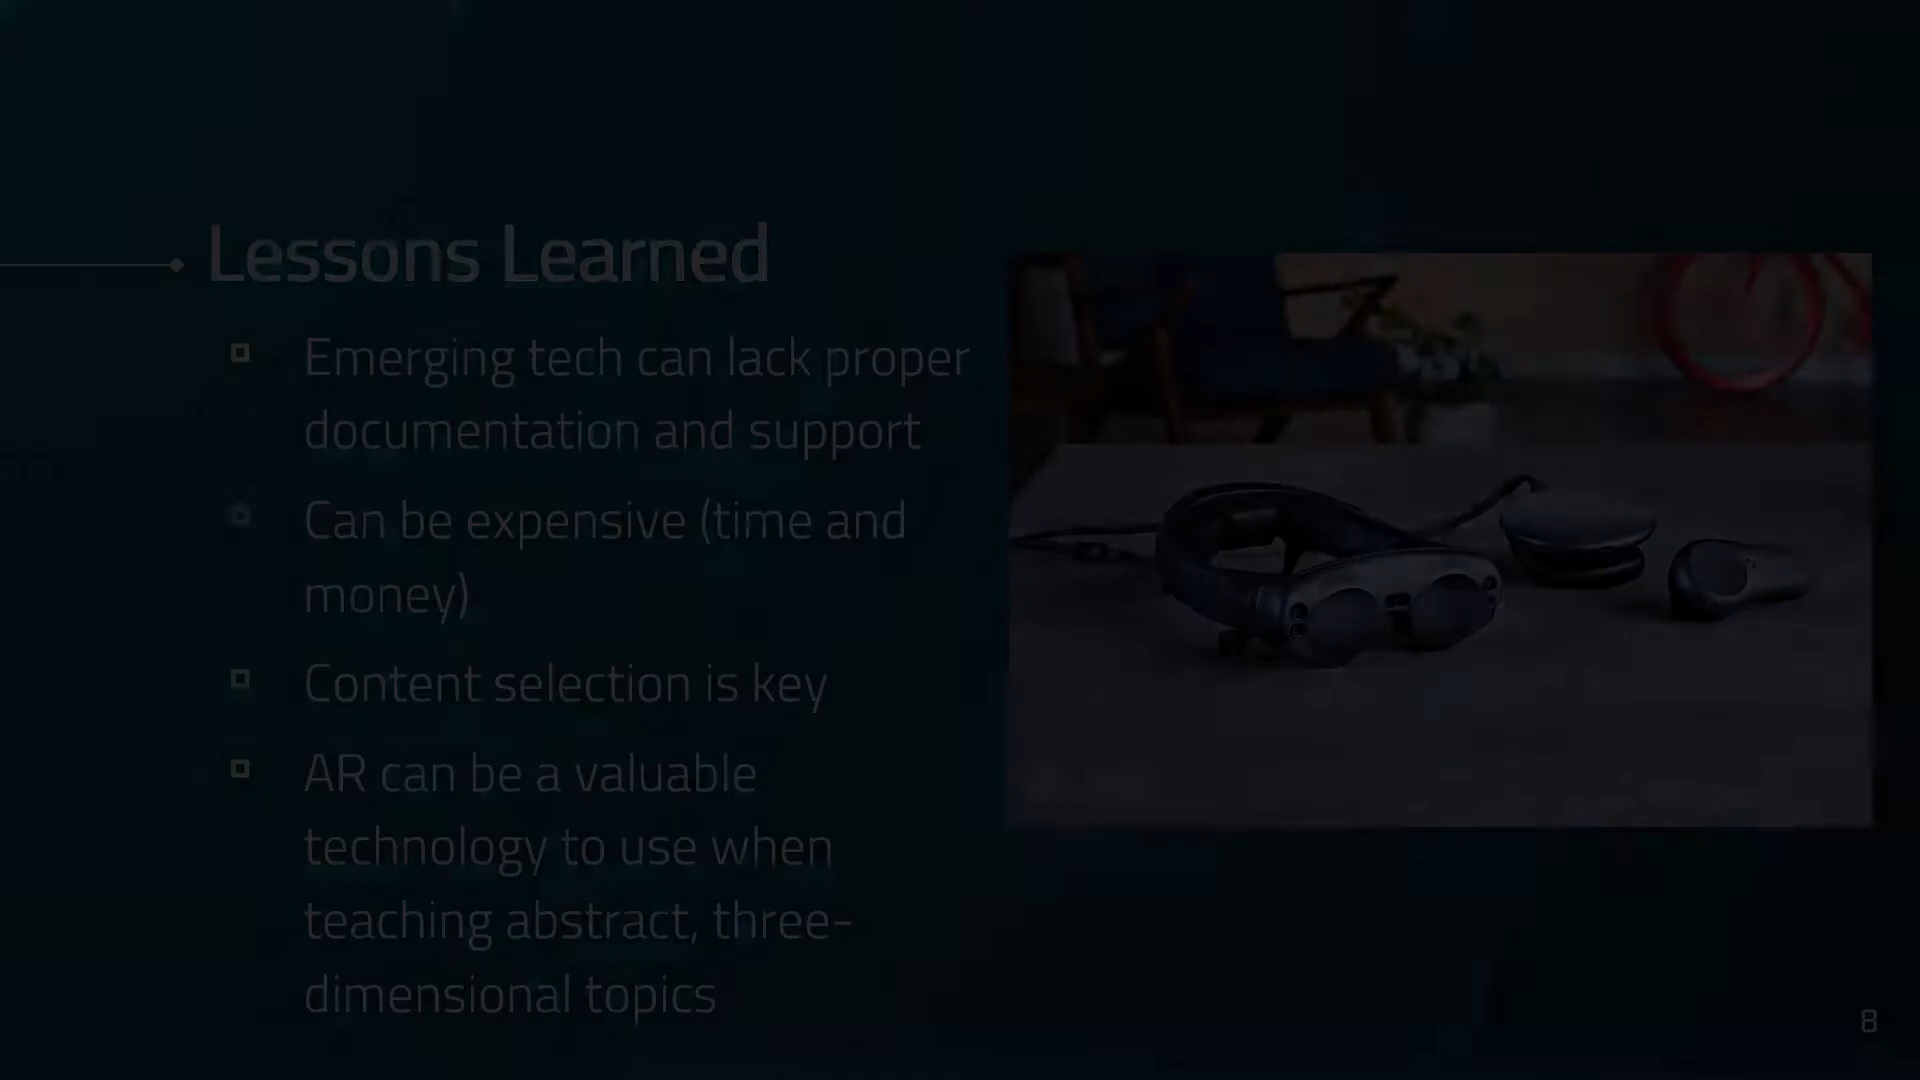 Lessons Learned
Emerging tech can lack proper
documentation and support
Can be expensive (time and
money)
Content selection is key
AR can be a valuable
technology to use when
teaching abstract, three-
dimensional topics
8